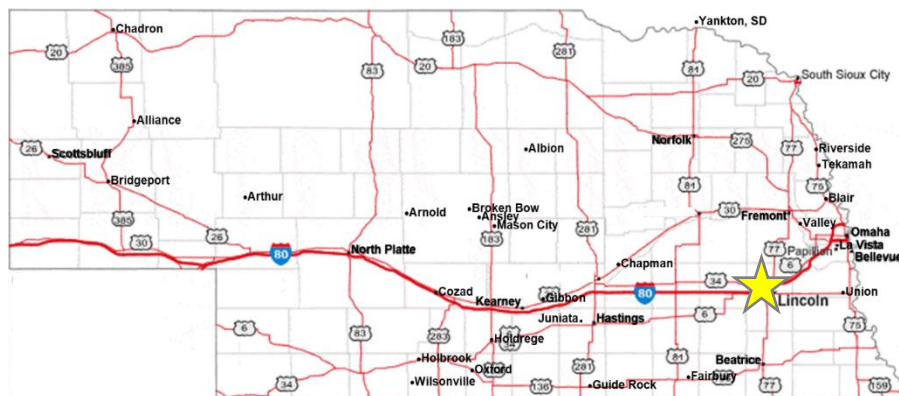 Yankton, SD
Chadron
183
281
20
385
83
81
20
20
South Sioux City
Alliance
Norfolk
275
77
26
Scottsbluff
Albion
Riverside
Tekamah
Bridgeport
81
75
Arthur
Blair
Arnold
Broken Bow
30
Fremont
385
Ansley
Mason City
281
Valley
30
26
183
Omaha
80
North Platte
77
Papillion
La Vista
6
Bellevue
Chapman
34
Cozad
Kearney
Gibbon
80
Lincoln
Union
Juniata
Hastings
6
75
6
83
283
Holdrege
34
Holbrook
281
81
Beatrice
34
Oxford
Wilsonville
136
Guide Rock
Fairbury
77
159